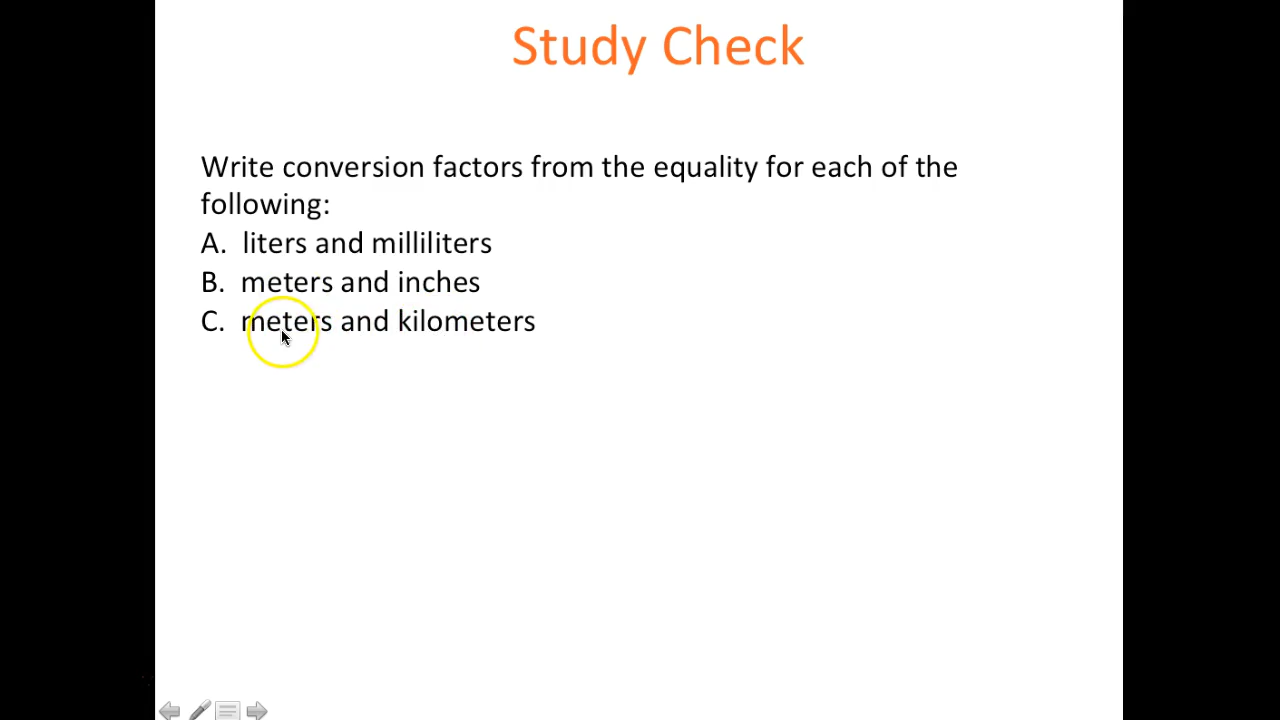 Study Check
Write conversion factors from the equality for each of the
following:
A. liters and milliliters
B. meters and inches
C. meters and kilometers